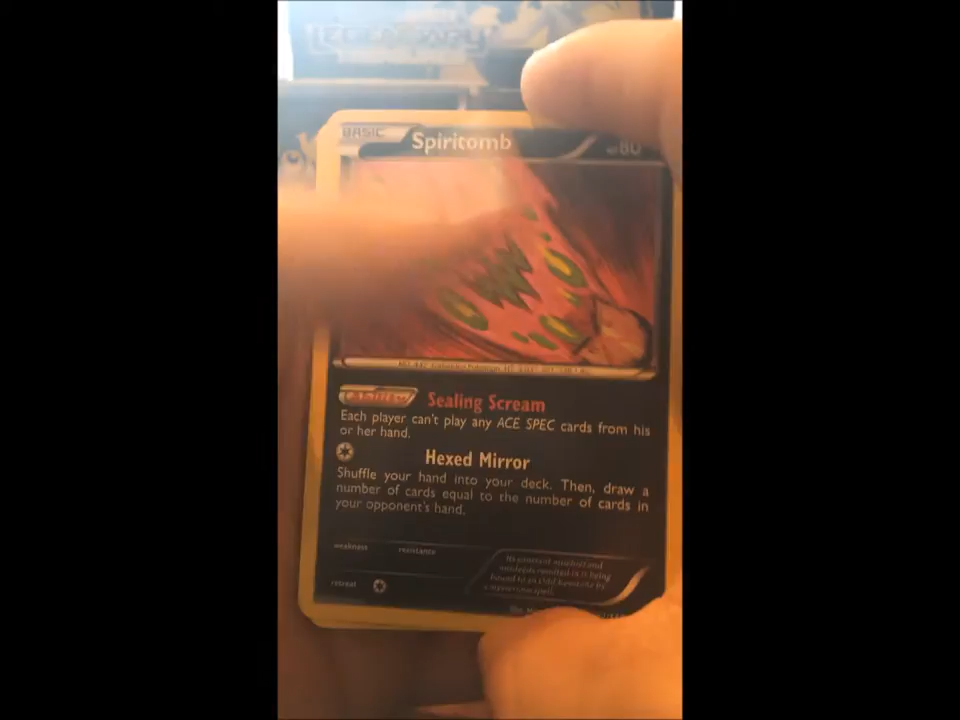 BASIC Spiritomb 80
Ability Sealing Scream
Each player can't play any ACE SPEC cards from his
or her hand.
Hexed Mirror
Shuffle your hand into your deck. Then, draw a
number of cards equal to the number of cards in
your opponent's hand.
weakness resistance
retreat